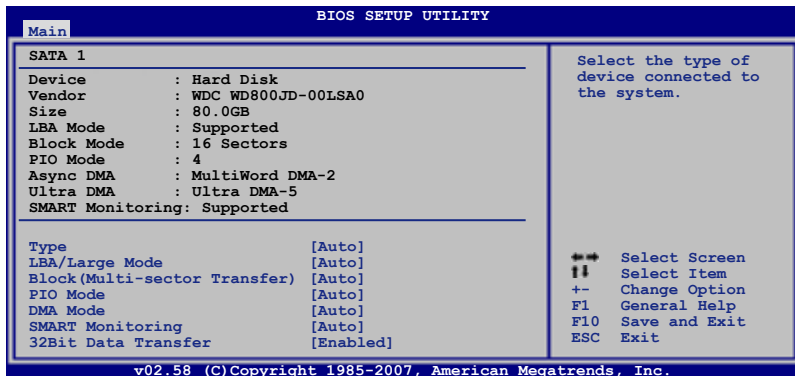 BIOS SETUP UTILITY
Main
SATA 1
Device : Hard Disk
Vendor : WDC WD800JD-00LSA0
Size : 80.0GB
LBA Mode : Supported
Block Mode : 16 Sectors
PIO Mode : 4
Async DMA : MultiWord DMA-2
Ultra DMA : Ultra DMA-5
SMART Monitoring: Supported
Type [Auto]
LBA/Large Mode [Auto]
Block(Multi-sector Transfer) [Auto]
PIO Mode [Auto]
DMA Mode [Auto]
SMART Monitoring [Auto]
32Bit Data Transfer [Enabled]
Select the type of
device connected to
the system.
Select Screen
Select Item
+- Change Option
F1 General Help
F10 Save and Exit
ESC Exit
v02.58 (C)Copyright 1985-2007, American Megatrends, Inc.